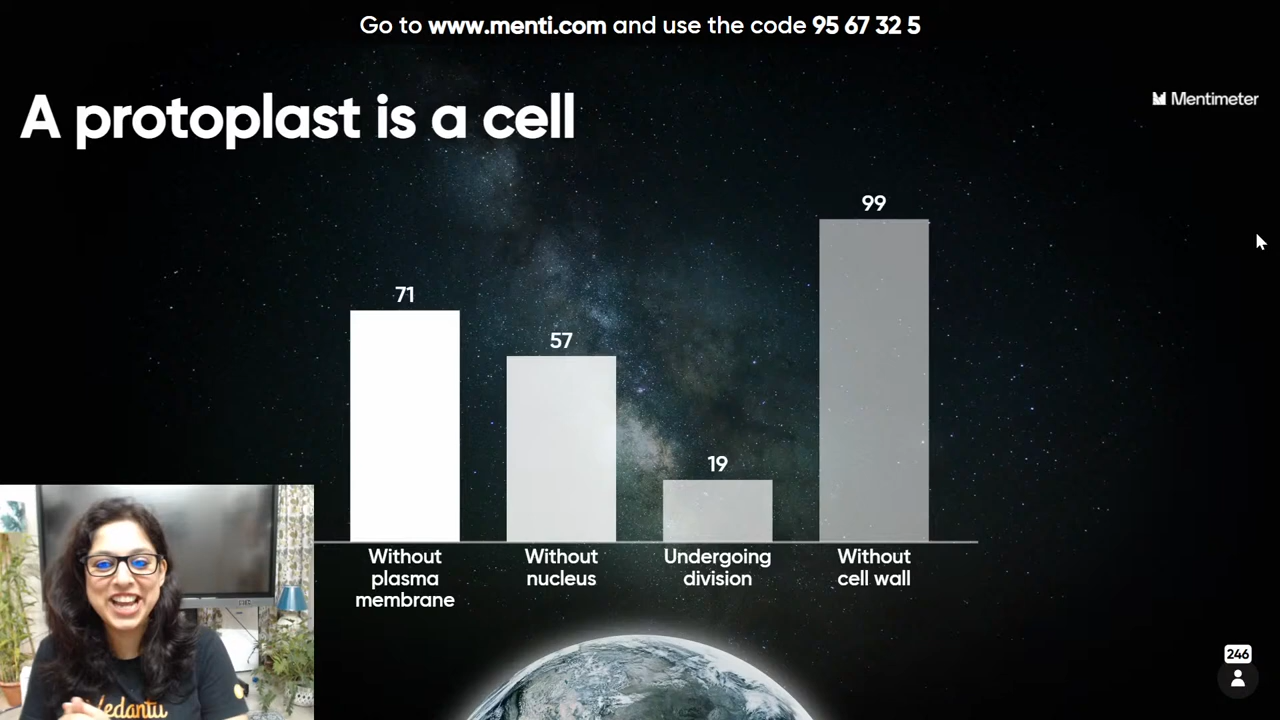 Go to www.menti.com and use the code 95 67 32 5
A protoplast is a cell
Mentimeter
99
71
57
19
Without plasma membrane
Without nucleus
Undergoing division
Without cell wall
246
Vedantu